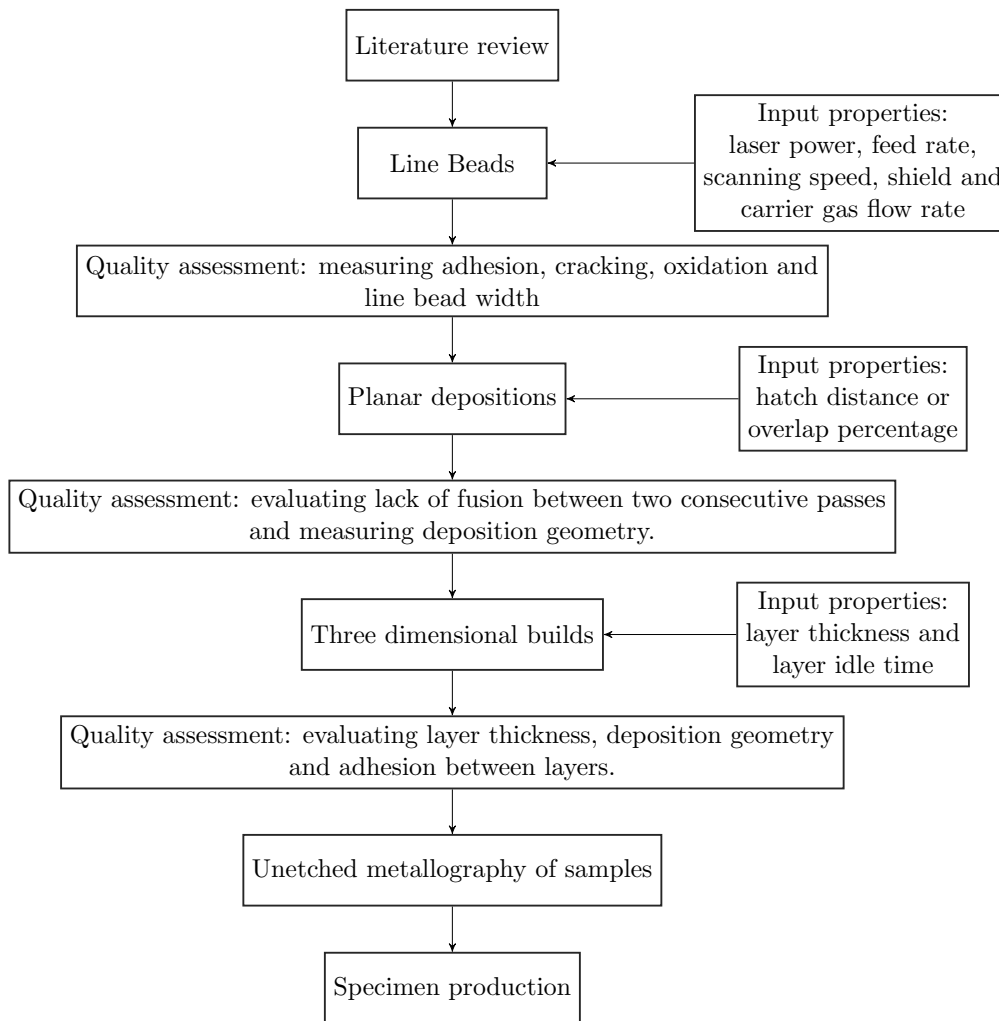 Literature review
Input properties:
laser power, feed rate,
scanning speed, shield and
carrier gas flow rate
Line Beads
Quality assessment: measuring adhesion, cracking, oxidation and
line bead width
Input properties:
hatch distance or
overlap percentage
Planar depositions
Quality assessment: evaluating lack of fusion between two consecutive passes
and measuring deposition geometry.
Input properties:
layer thickness and
layer idle time
Three dimensional builds
Quality assessment: evaluating layer thickness, deposition geometry
and adhesion between layers.
Unetched metallography of samples
Specimen production